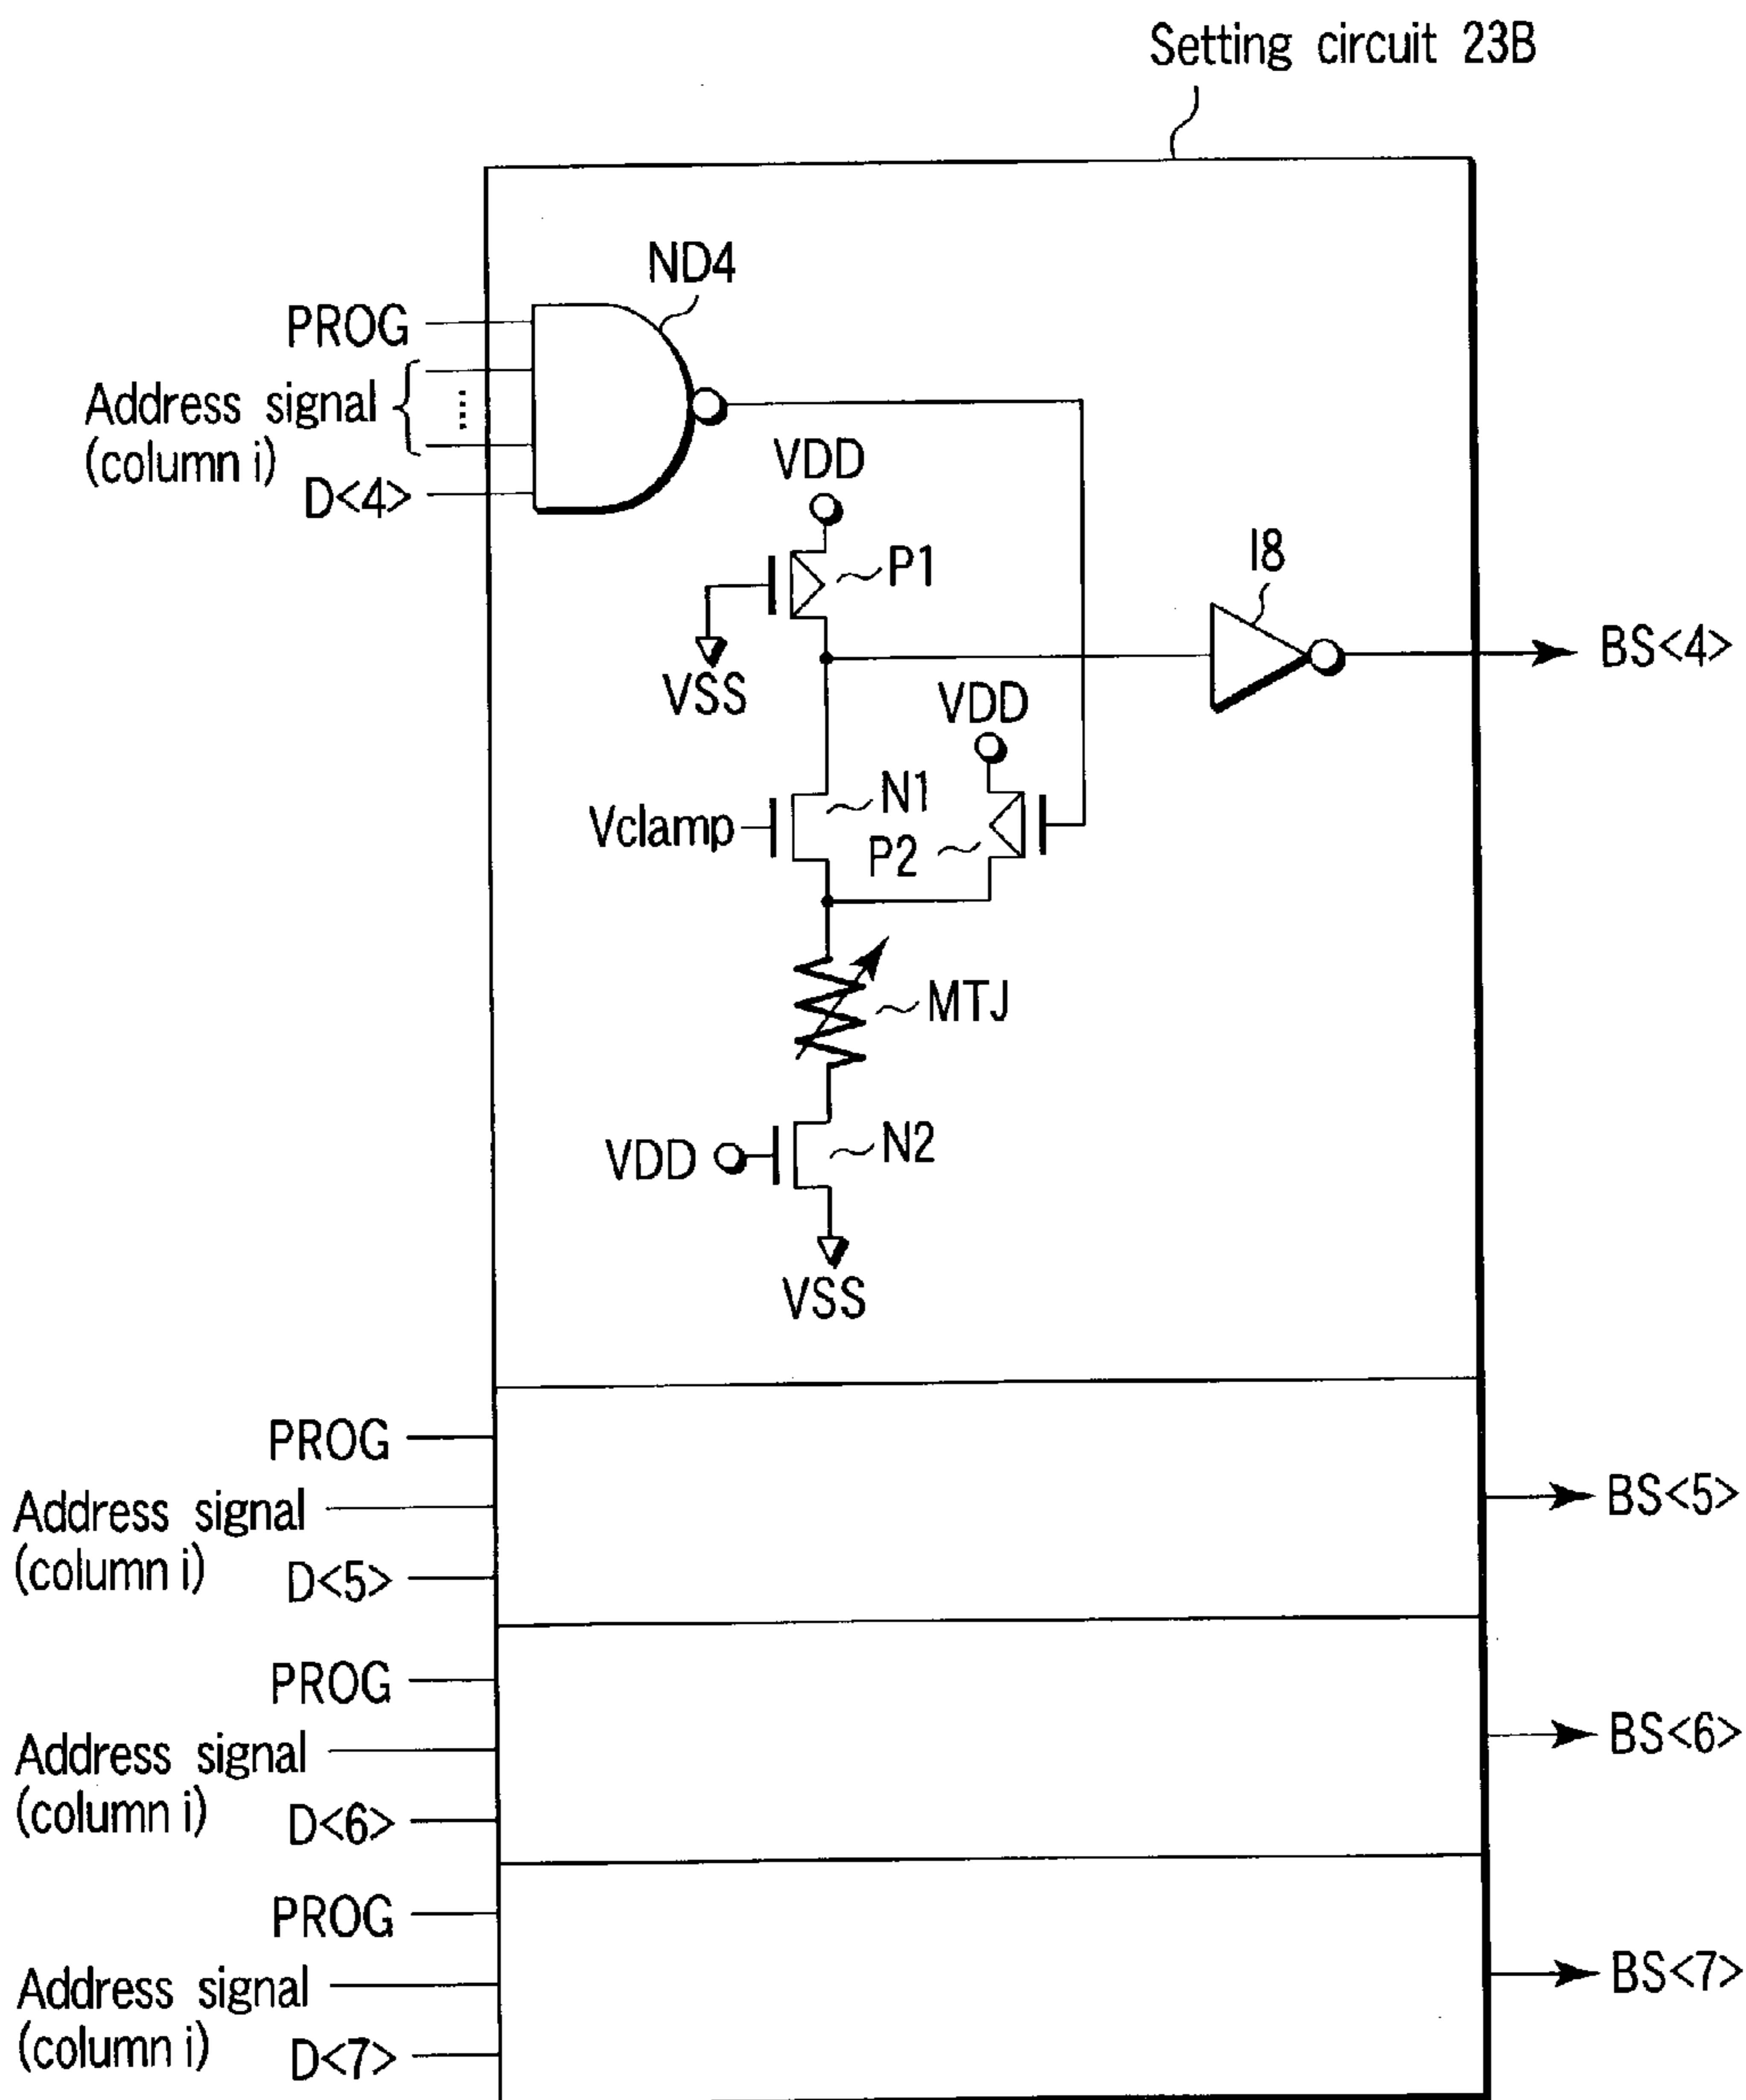 Setting circuit 23B
ND4
PROG
Address signal
(column i)
D<4>
VDD
P1
VSS
I8
BS<4>
VDD
Vclamp
N1
P2
MTJ
VDD
N2
VSS
PROG
Address signal
(column i)
D<5>
BS<5>
PROG
Address signal
(column i)
D<6>
BS<6>
PROG
Address signal
(column i)
D<7>
BS<7>